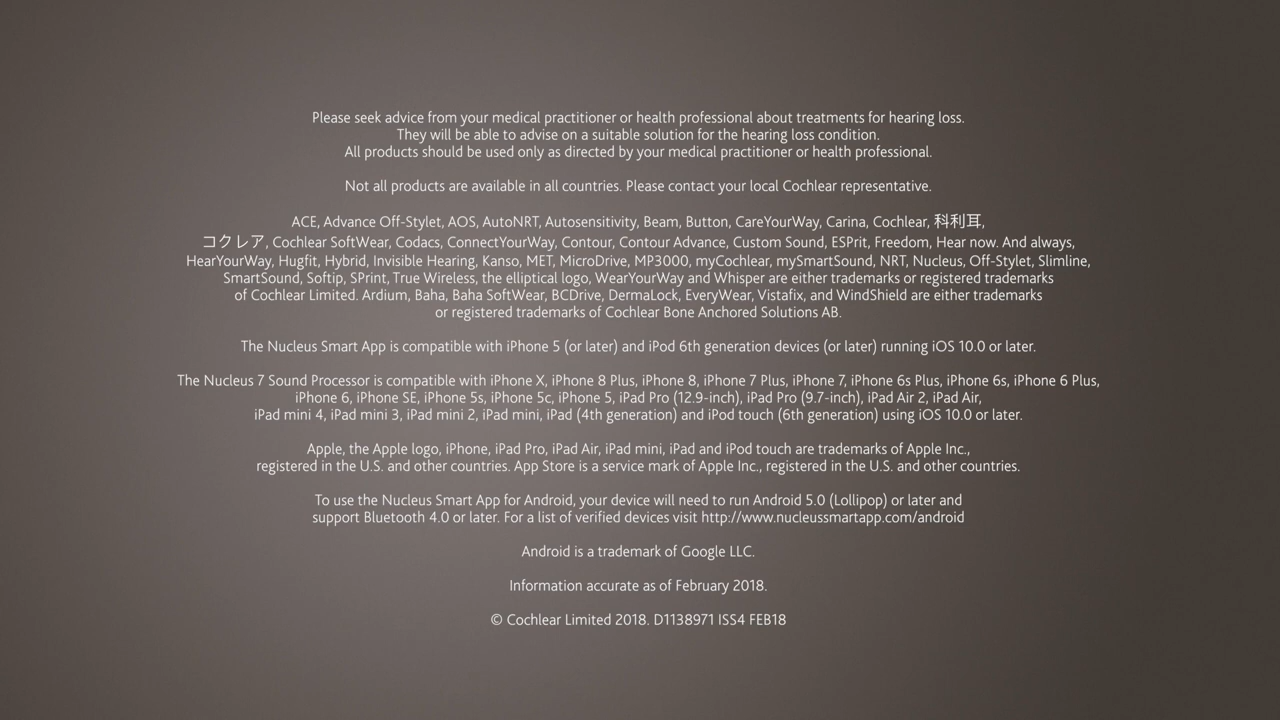 Please seek advice from your medical practitioner or health professional about treatments for hearing loss.
They will be able to advise on a suitable solution for the hearing loss condition.
All products should be used only as directed by your medical practitioner or health professional.
Not all products are available in all countries. Please contact your local Cochlear representative.
ACE, Advance Off-Stylet, AOS, AutoNRT, Autosensitivity, Beam, Button, CareYourWay, Carina, Cochlear, 科利耳,
コクレア, Cochlear SoftWear, Codacs, ConnectYourWay, Contour, Contour Advance, Custom Sound, ESPrit, Freedom, Hear now. And always,
HearYourWay, Hugfit, Hybrid, Invisible Hearing, Kanso, MET, MicroDrive, MP3000, myCochlear, mySmartSound, NRT, Nucleus, Off-Stylet, Slimline,
SmartSound, Softip, SPrint, True Wireless, the elliptical logo, WearYourWay and Whisper are either trademarks or registered trademarks
of Cochlear Limited. Ardium, Baha, Baha SoftWear, BCDrive, DermaLock, EveryWear, Vistafix, and WindShield are either trademarks
or registered trademarks of Cochlear Bone Anchored Solutions AB.
The Nucleus Smart App is compatible with iPhone 5 (or later) and iPod 6th generation devices (or later) running iOS 10.0 or later.
The Nucleus 7 Sound Processor is compatible with iPhone X, iPhone 8 Plus, iPhone 8, iPhone 7 Plus, iPhone 7, iPhone 6s Plus, iPhone 6s, iPhone 6 Plus,
iPhone 6, iPhone SE, iPhone 5s, iPhone 5c, iPhone 5, iPad Pro (12.9-inch), iPad Pro (9.7-inch), iPad Air 2, iPad Air,
iPad mini 4, iPad mini 3, iPad mini 2, iPad mini, iPad (4th generation) and iPod touch (6th generation) using iOS 10.0 or later.
Apple, the Apple logo, iPhone, iPad Pro, iPad Air, iPad mini, iPad and iPod touch are trademarks of Apple Inc.,
registered in the U.S. and other countries. App Store is a service mark of Apple Inc., registered in the U.S. and other countries.
To use the Nucleus Smart App for Android, your device will need to run Android 5.0 (Lollipop) or later and
support Bluetooth 4.0 or later. For a list of verified devices visit http://www.nucleussmartapp.com/android
Android is a trademark of Google LLC.
Information accurate as of February 2018.
© Cochlear Limited 2018. D1138971 ISS4 FEB18